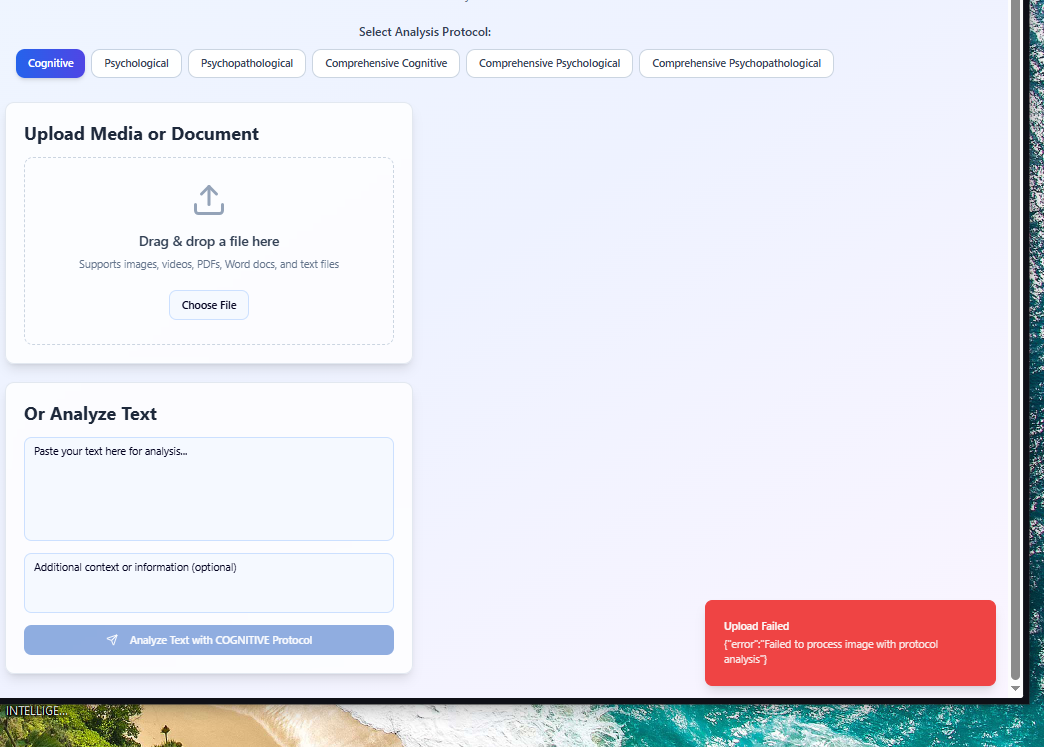 Select Analysis Protocol:
Cognitive
Psychological
Psychopathological
Comprehensive Cognitive
Comprehensive Psychological
Comprehensive Psychopathological
Upload Media or Document
Drag & drop a file here
Supports images, videos, PDFs, Word docs, and text files
Choose File
Or Analyze Text
Paste your text here for analysis...
Additional context or information (optional)
Analyze Text with COGNITIVE Protocol
Upload Failed
{"error":"Failed to process image with protocol
analysis"}
INTELLIGE...